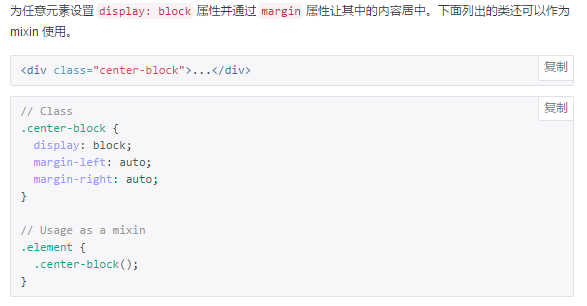 为任意元素设置 display: block 属性并通过 margin 属性让其中的内容居中。下面列出的类还可以作为
mixin 使用。
复制
<div class="center-block">...</div>
复制
// Class
.center-block {
  display: block;
  margin-left: auto;
  margin-right: auto;
}

// Usage as a mixin
.element {
  .center-block();
}